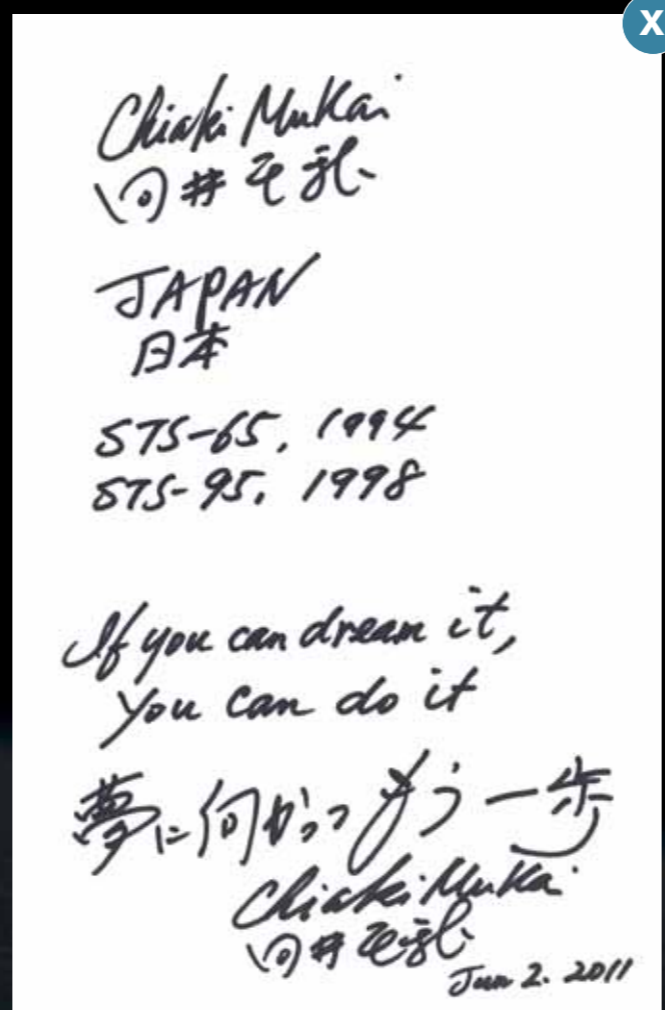 X
Chiaki Mukai
向井千秋
JAPAN
日本
STS-65, 1994
STS-95, 1998
If you can dream it,
you can do it
夢に向かってもう一歩
Chiaki Mukai
向井千秋
Jun 2. 2011